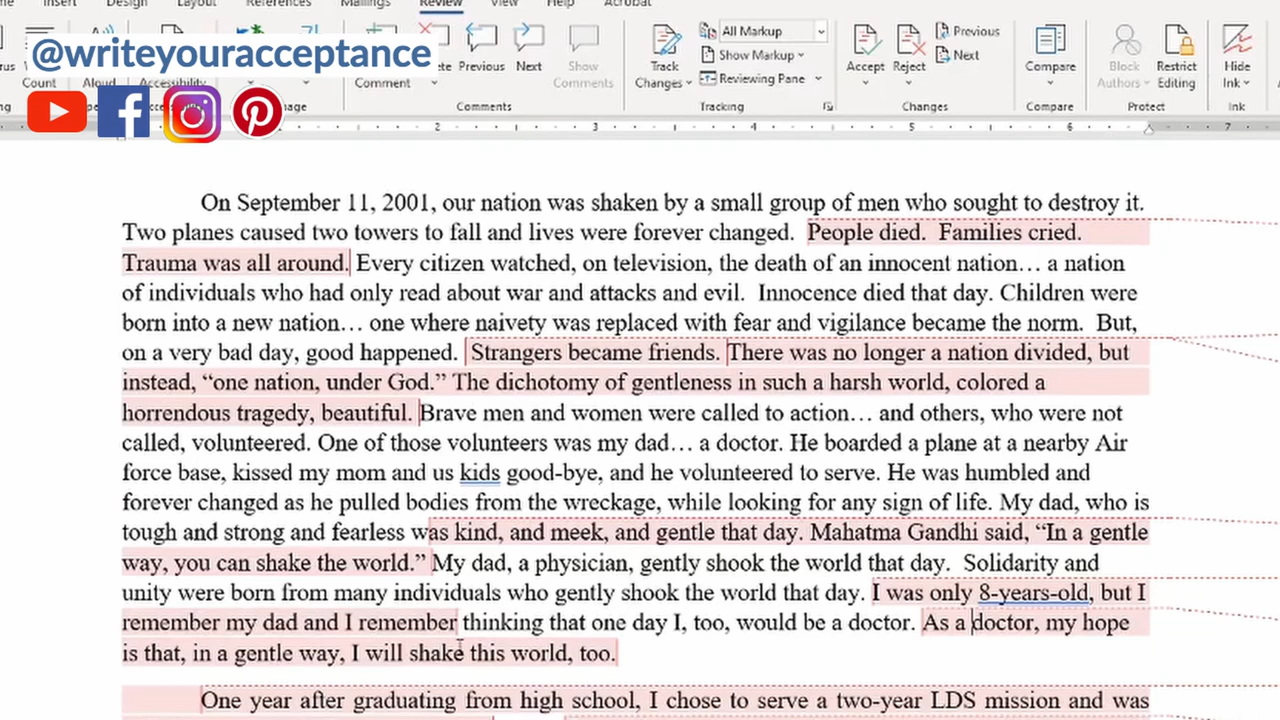 Insert Design Layout References Mailings Review View Help Acrobat
@writeyouracceptance
Aloud Accessibility Comment Previous Next Show Comments
Track Changes All Markup Show Markup Reviewing Pane
Accept Reject Previous Next Compare Block Authors Restrict Editing Hide Ink
Comments Tracking Changes Compare Protect Ink
2 3 4 5 6 7
On September 11, 2001, our nation was shaken by a small group of men who sought to destroy it.
Two planes caused two towers to fall and lives were forever changed.  People died.  Families cried.
Trauma was all around. Every citizen watched, on television, the death of an innocent nation… a nation
of individuals who had only read about war and attacks and evil.  Innocence died that day. Children were
born into a new nation… one where naivety was replaced with fear and vigilance became the norm.  But,
on a very bad day, good happened.  Strangers became friends. There was no longer a nation divided, but
instead, “one nation, under God.” The dichotomy of gentleness in such a harsh world, colored a
horrendous tragedy, beautiful. Brave men and women were called to action… and others, who were not
called, volunteered. One of those volunteers was my dad… a doctor. He boarded a plane at a nearby Air
force base, kissed my mom and us kids good-bye, and he volunteered to serve. He was humbled and
forever changed as he pulled bodies from the wreckage, while looking for any sign of life. My dad, who is
tough and strong and fearless was kind, and meek, and gentle that day. Mahatma Gandhi said, “In a gentle
way, you can shake the world.” My dad, a physician, gently shook the world that day.  Solidarity and
unity were born from many individuals who gently shook the world that day. I was only 8-years-old, but I
remember my dad and I remember thinking that one day I, too, would be a doctor. As a doctor, my hope
is that, in a gentle way, I will shake this world, too.
One year after graduating from high school, I chose to serve a two-year LDS mission and was